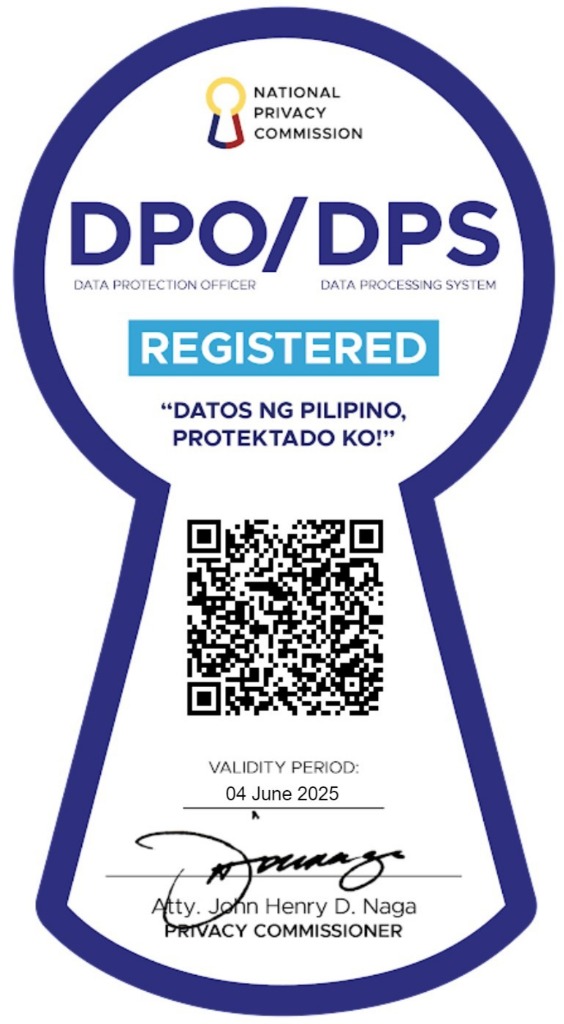 NATIONAL
PRIVACY
COMMISSION
DPO/DPS
DATA PROTECTION OFFICER DATA PROCESSING SYSTEM
REGISTERED
“DATOS NG PILIPINO,
PROTEKTADO KO!”
VALIDITY PERIOD:
04 June 2025
Atty. John Henry D. Naga
PRIVACY COMMISSIONER